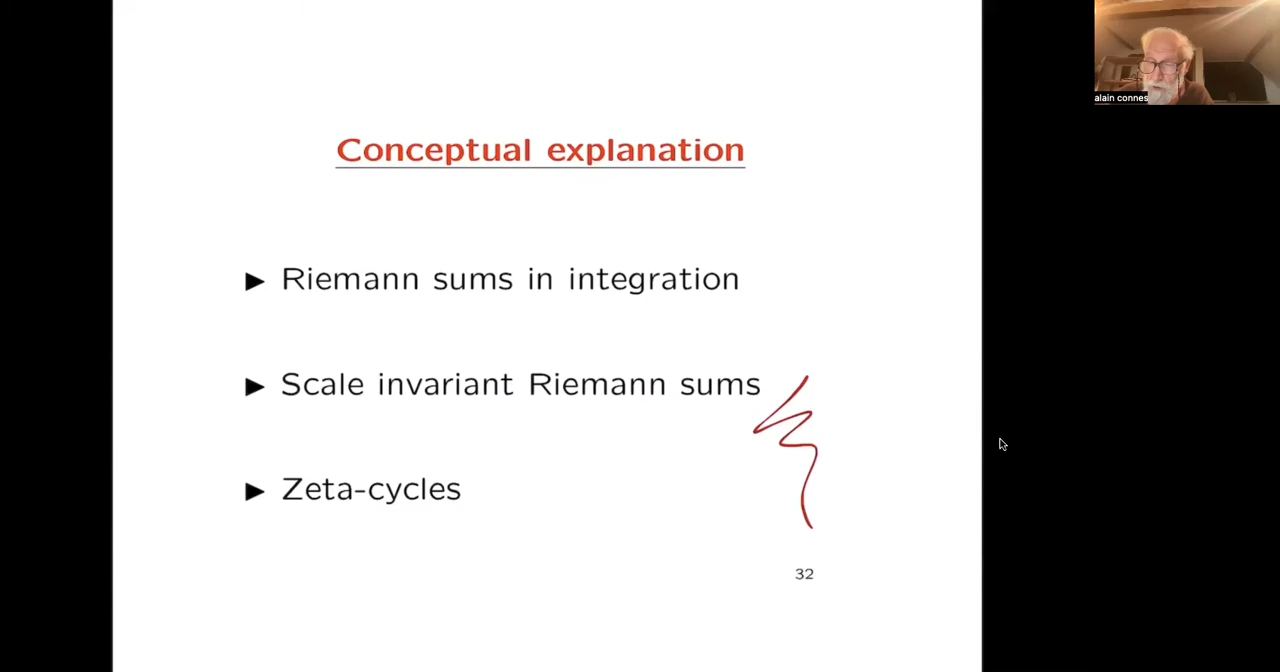 alain connes
Conceptual explanation
► Riemann sums in integration
► Scale invariant Riemann sums
► Zeta-cycles
32